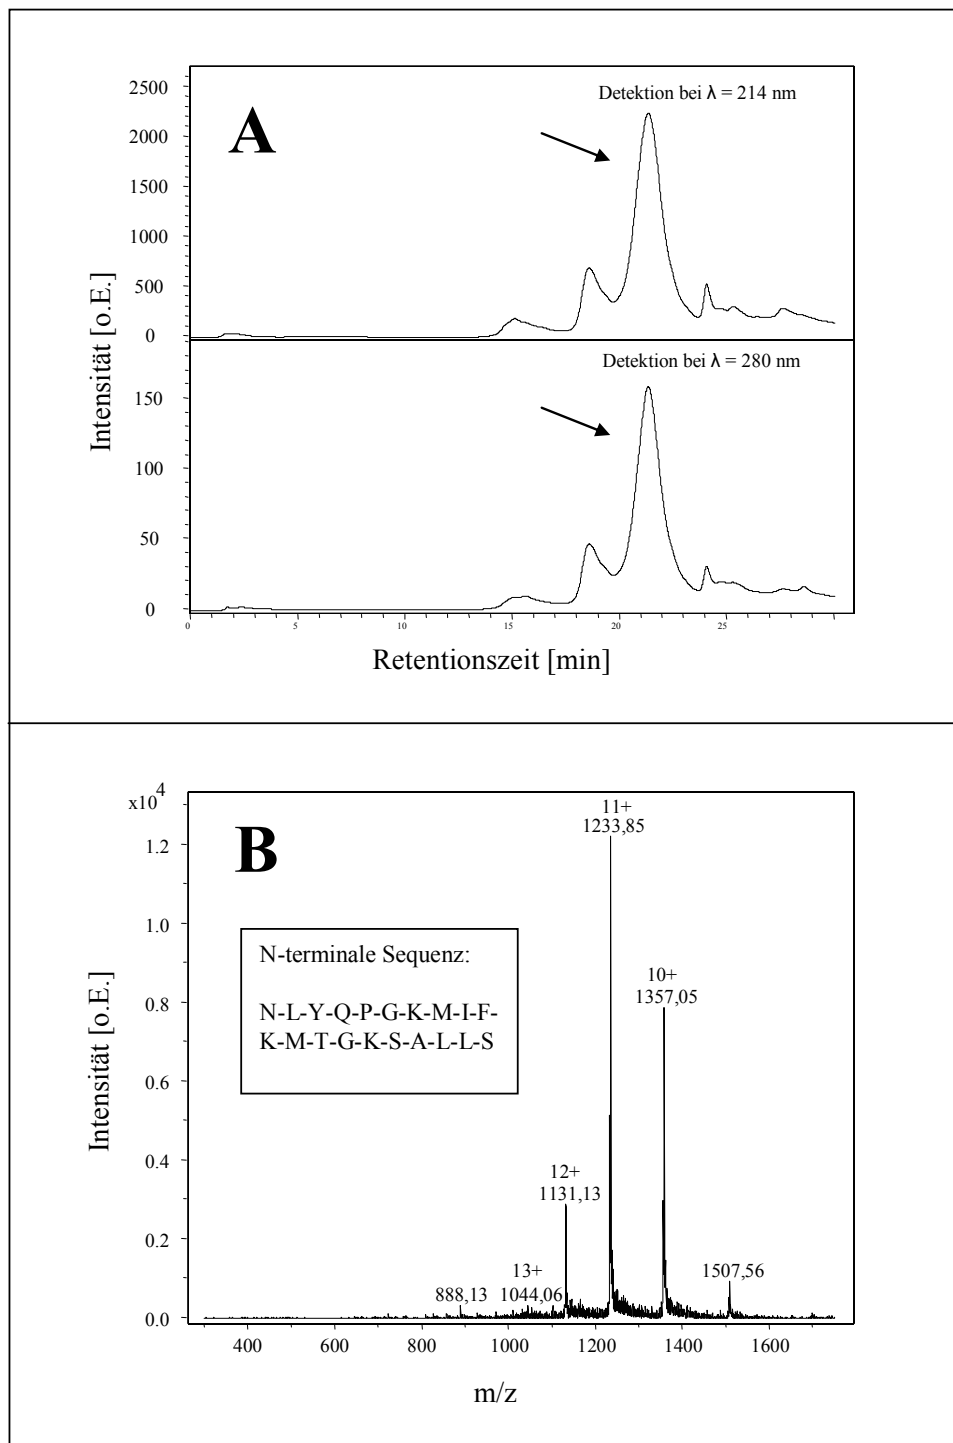 A
Detektion bei λ = 214 nm
2500
2000
1500
1000
500
0
Detektion bei λ = 280 nm
150
100
50
0
Intensität [o.E.]
0 5 10 15 20 25
Retentionszeit [min]
B
x10⁴
1.2
1.0
0.8
0.6
0.4
0.2
0.0
Intensität [o.E.]
N-terminale Sequenz:
N-L-Y-Q-P-G-K-M-I-F-
K-M-T-G-K-S-A-L-L-S
11+
1233,85
10+
1357,05
12+
1131,13
13+
1044,06
888,13
1507,56
400 600 800 1000 1200 1400 1600
m/z